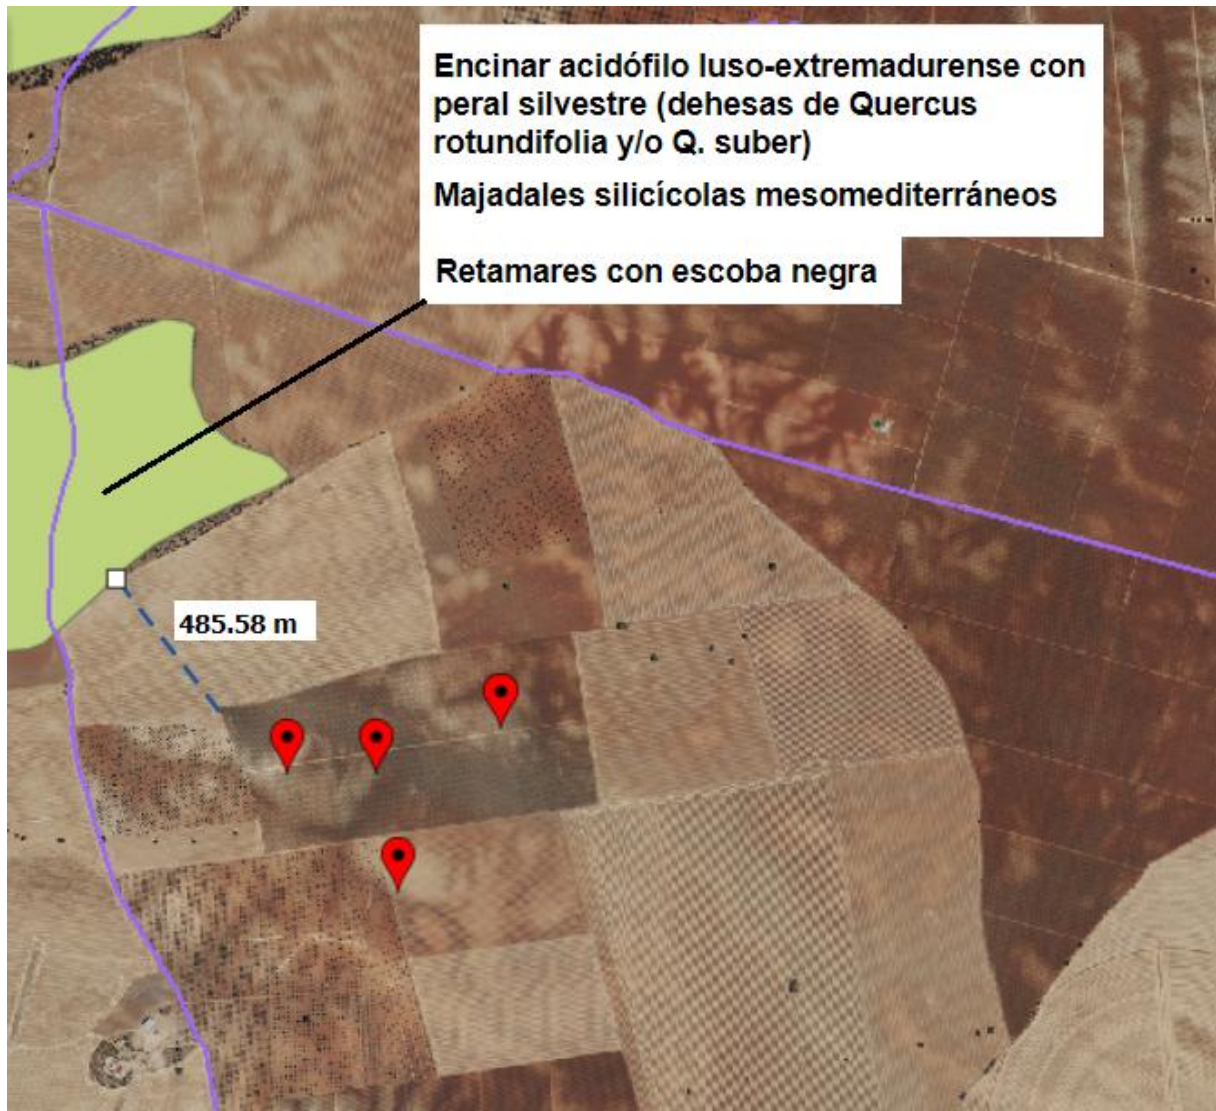 Encinar acidófilo luso-extremadurense con
peral silvestre (dehesas de Quercus
rotundifolia y/o Q. suber)
Majadales silicícolas mesomediterráneos
Retamares con escoba negra
485.58 m